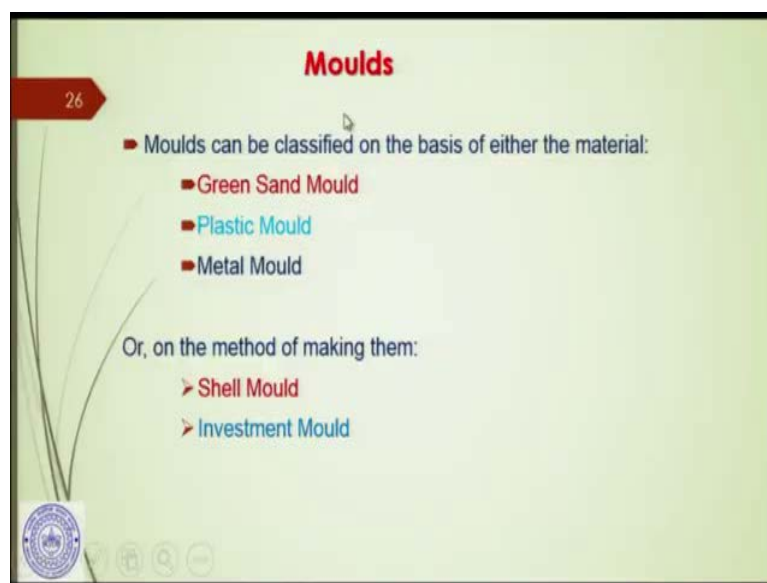 Moulds
26
Moulds can be classified on the basis of either the material:
Green Sand Mould
Plastic Mould
Metal Mould
Or, on the method of making them:
Shell Mould
Investment Mould